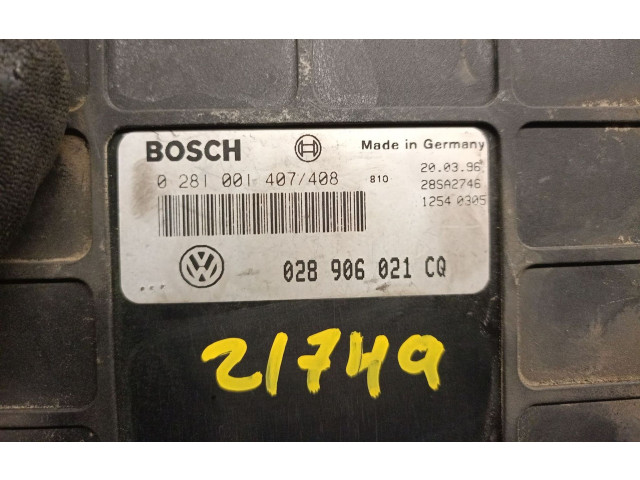 BOSCH
Made in Germany
0 281 001 407/408 810
20.03.96
28SA2746
1254 0305
028 906 021 CQ
21749